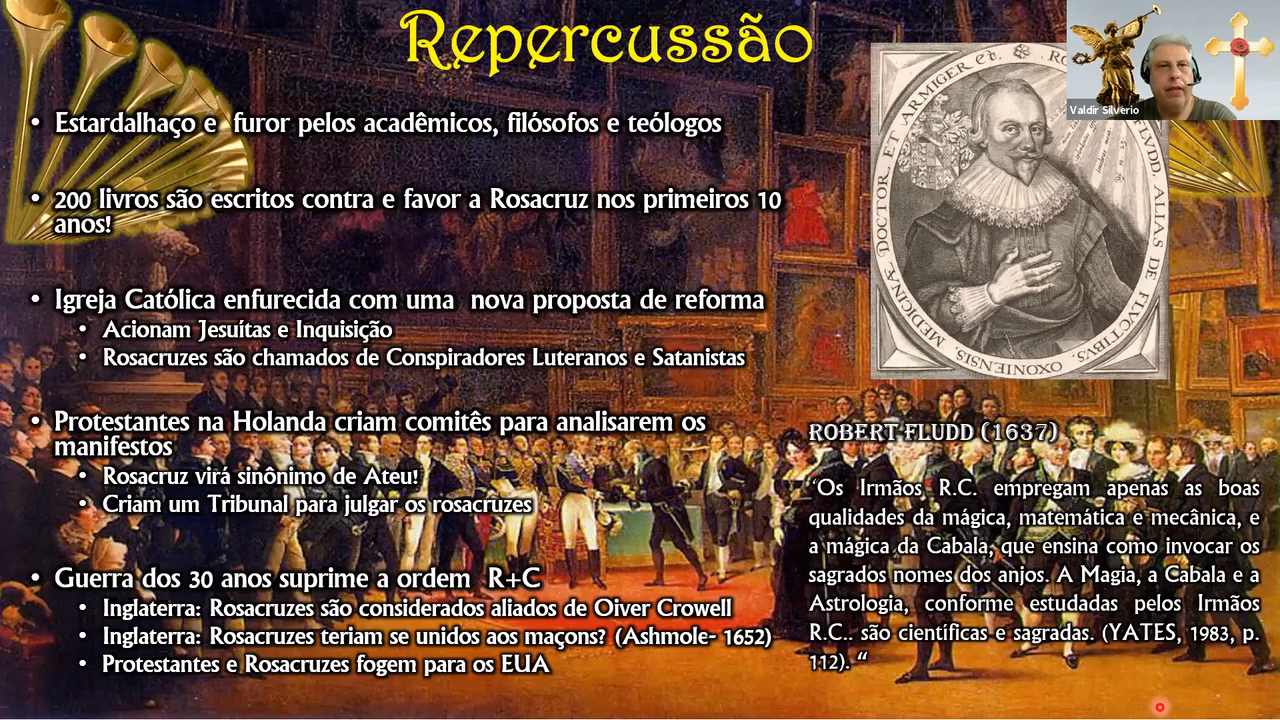 Repercussão
Valdir Silverio
• Estardalhaço e furor pelos acadêmicos, filósofos e teólogos
• 200 livros são escritos contra e favor a Rosacruz nos primeiros 10
anos!
• Igreja Católica enfurecida com uma nova proposta de reforma
• Acionam Jesuítas e Inquisição
• Rosacruzes são chamados de Conspiradores Luteranos e Satanistas
• Protestantes na Holanda criam comitês para analisarem os
manifestos
• Rosacruz virá sinônimo de Ateu!
• Criam um Tribunal para julgar os rosacruzes
• Guerra dos 30 anos suprime a ordem R+C
• Inglaterra: Rosacruzes são considerados aliados de Oiver Crowell
• Inglaterra: Rosacruzes teriam se unidos aos maçons? (Ashmole- 1652)
• Protestantes e Rosacruzes fogem para os EUA
FLVDD, ALIAS DE FLVCTIBVS, OXONIENSIS, MEDICINÆ DOCTOR, ET ARMIGER Et.
ROBERT FLUDD (1637)
"Os Irmãos R.C. empregam apenas as boas
qualidades da mágica, matemática e mecânica, e
a mágica da Cabala, que ensina como invocar os
sagrados nomes dos anjos. A Magia, a Cabala e a
Astrologia, conforme estudadas pelos Irmãos
R.C.. são científicas e sagradas. (YATES, 1983, p.
112). “